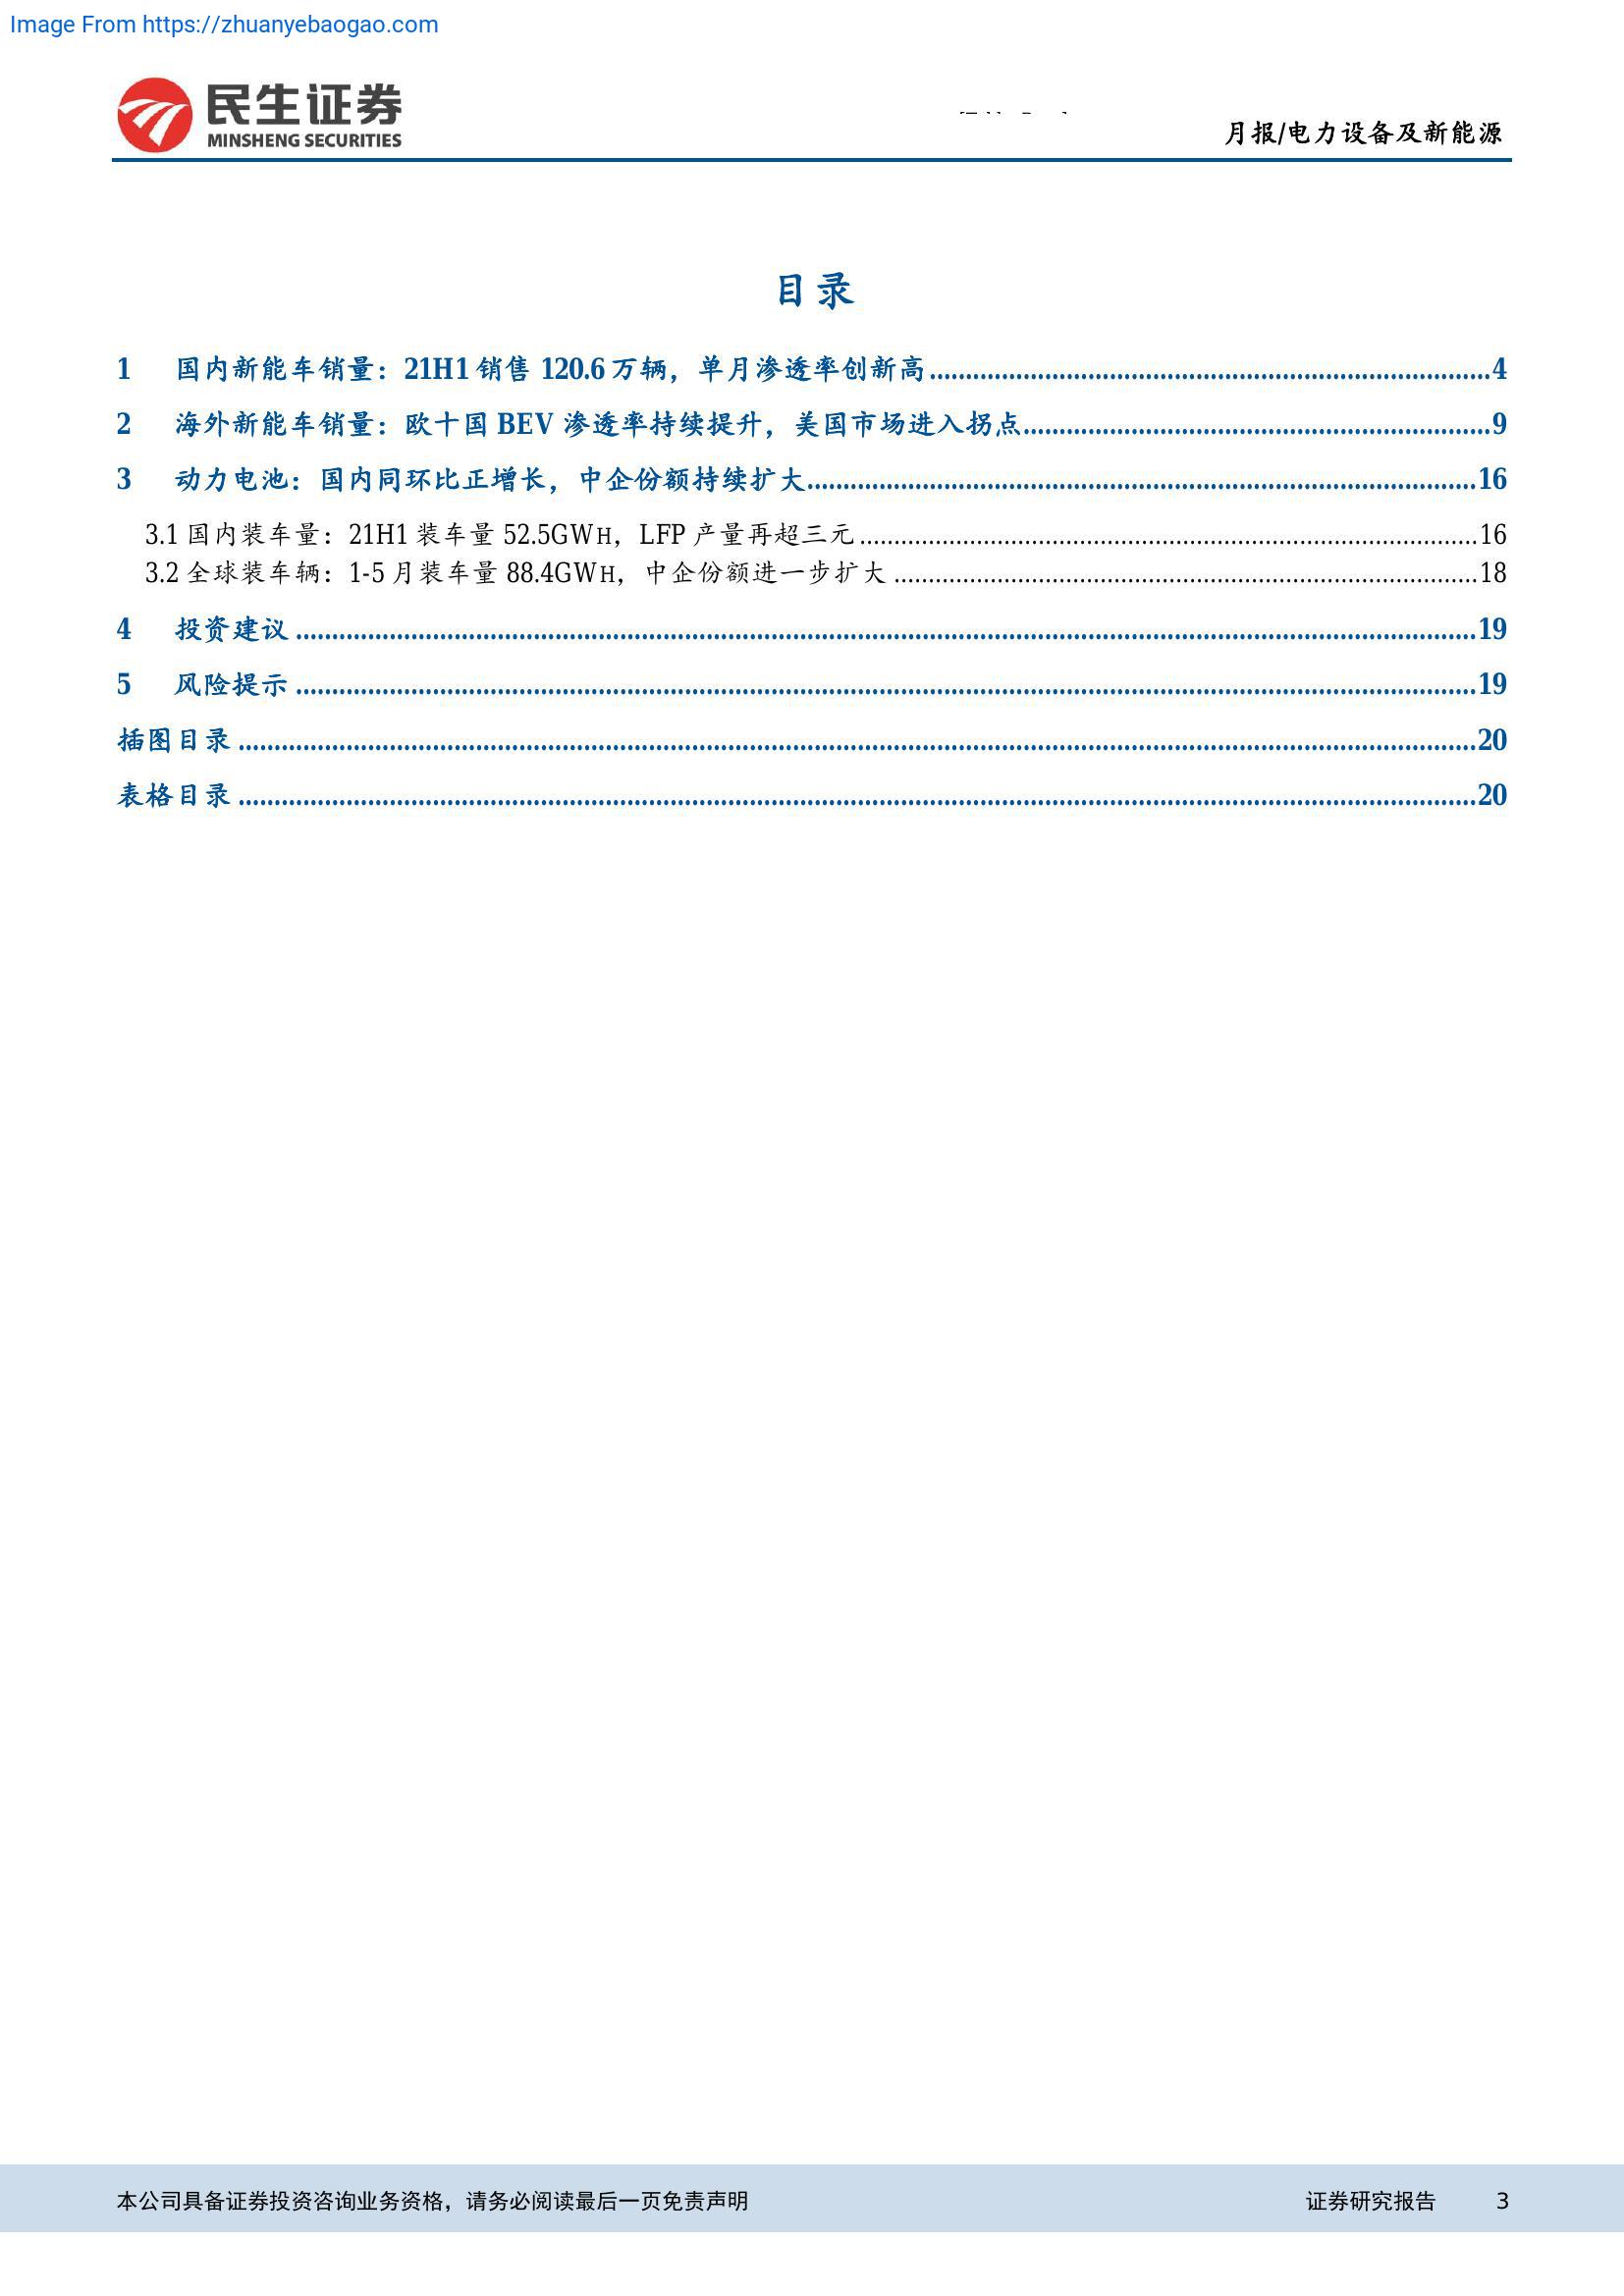 Image From https://zhuanyebaogao.com
民生证券
MINSHENG SECURITIES
月报/电力设备及新能源
目录
1 国内新能车销量：21H1 销售 120.6 万辆，单月渗透率创新高 4
2 海外新能车销量：欧十国 BEV 渗透率持续提升，美国市场进入拐点 9
3 动力电池：国内同环比正增长，中企份额持续扩大 16
3.1 国内装车量：21H1 装车量 52.5GWH，LFP 产量再超三元 16
3.2 全球装车辆：1-5 月装车量 88.4GWH，中企份额进一步扩大 18
4 投资建议 19
5 风险提示 19
插图目录 20
表格目录 20
本公司具备证券投资咨询业务资格，请务必阅读最后一页免责声明 证券研究报告 3